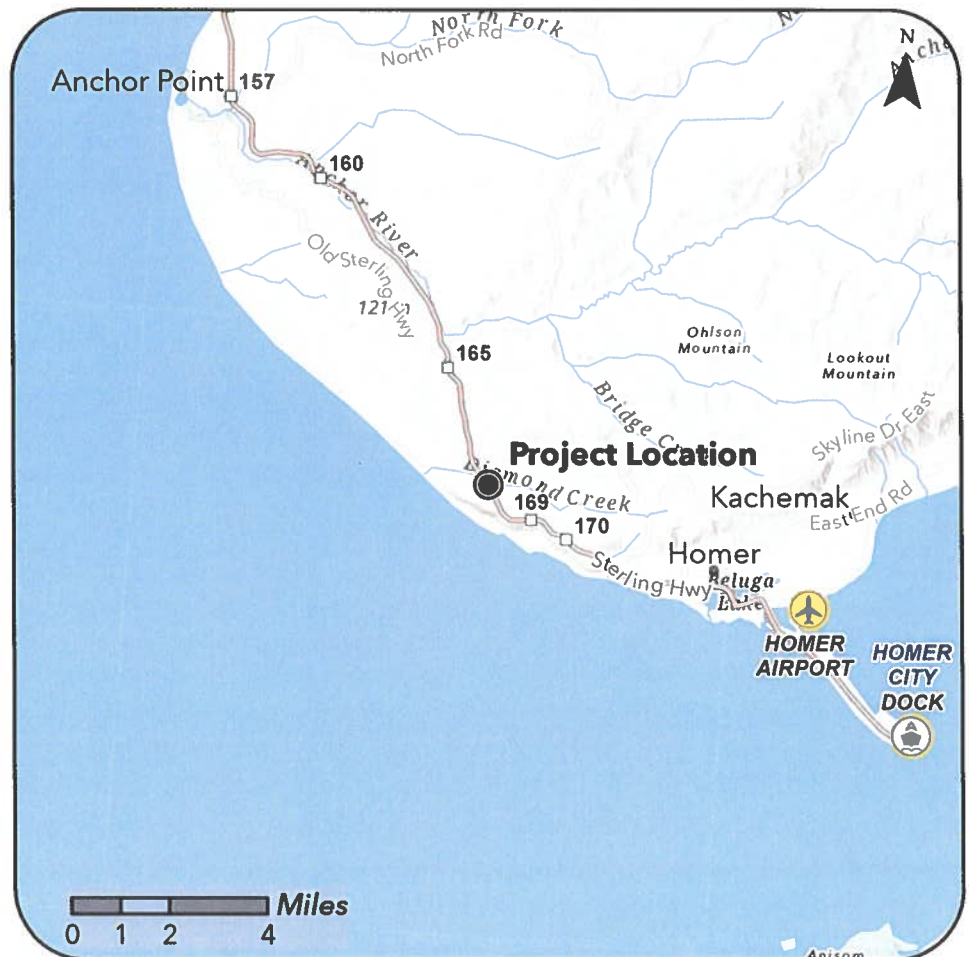 North Fork
North Fork Rd
N
Anchor Point
157
160
Anchor River
Old Sterling Hwy
165
Ohlson
Mountain
Lookout
Mountain
Bridge
Skyline Dr East
Project Location
Diamond Creek
169
170
Kachemak
East End Rd
Homer
Sterling Hwy
Beluga
Lake
HOMER
AIRPORT
HOMER
CITY
DOCK
Miles
0 1 2 4